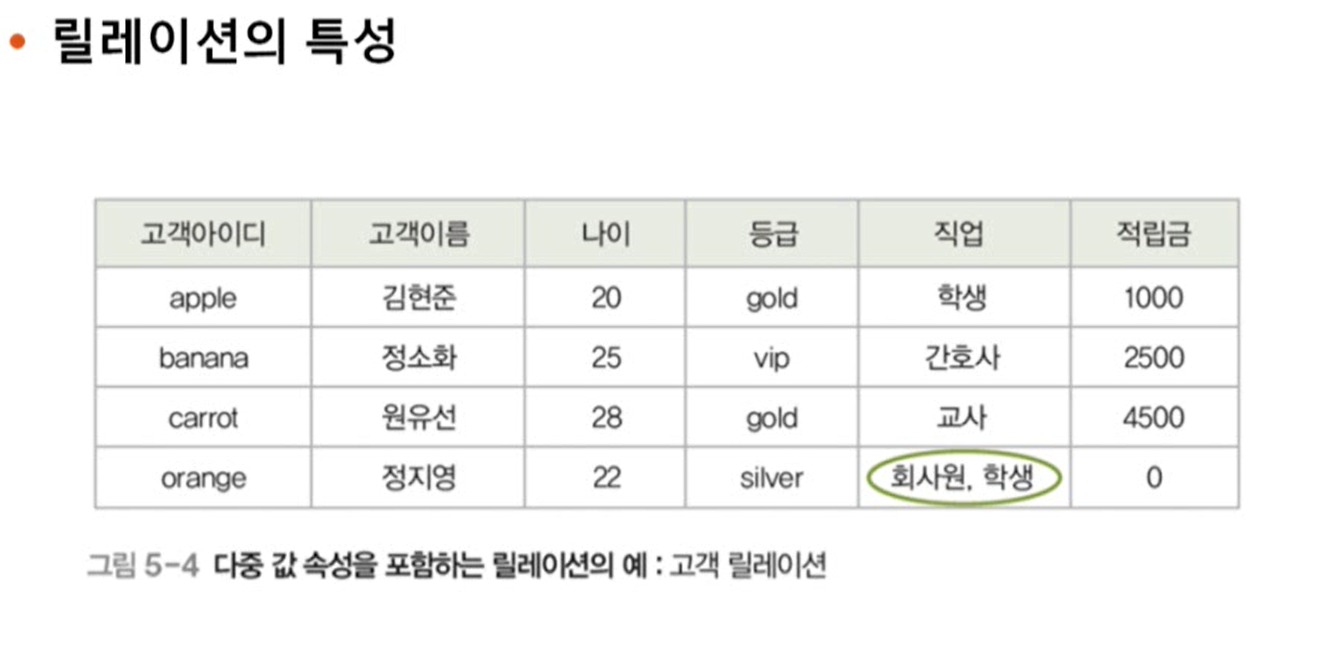 • 릴레이션의 특성
고객아이디 고객이름 나이 등급 직업 적립금
apple 김현준 20 gold 학생 1000
banana 정소화 25 vip 간호사 2500
carrot 원유선 28 gold 교사 4500
orange 정지영 22 silver 회사원, 학생 0
그림 5-4 다중 값 속성을 포함하는 릴레이션의 예 : 고객 릴레이션